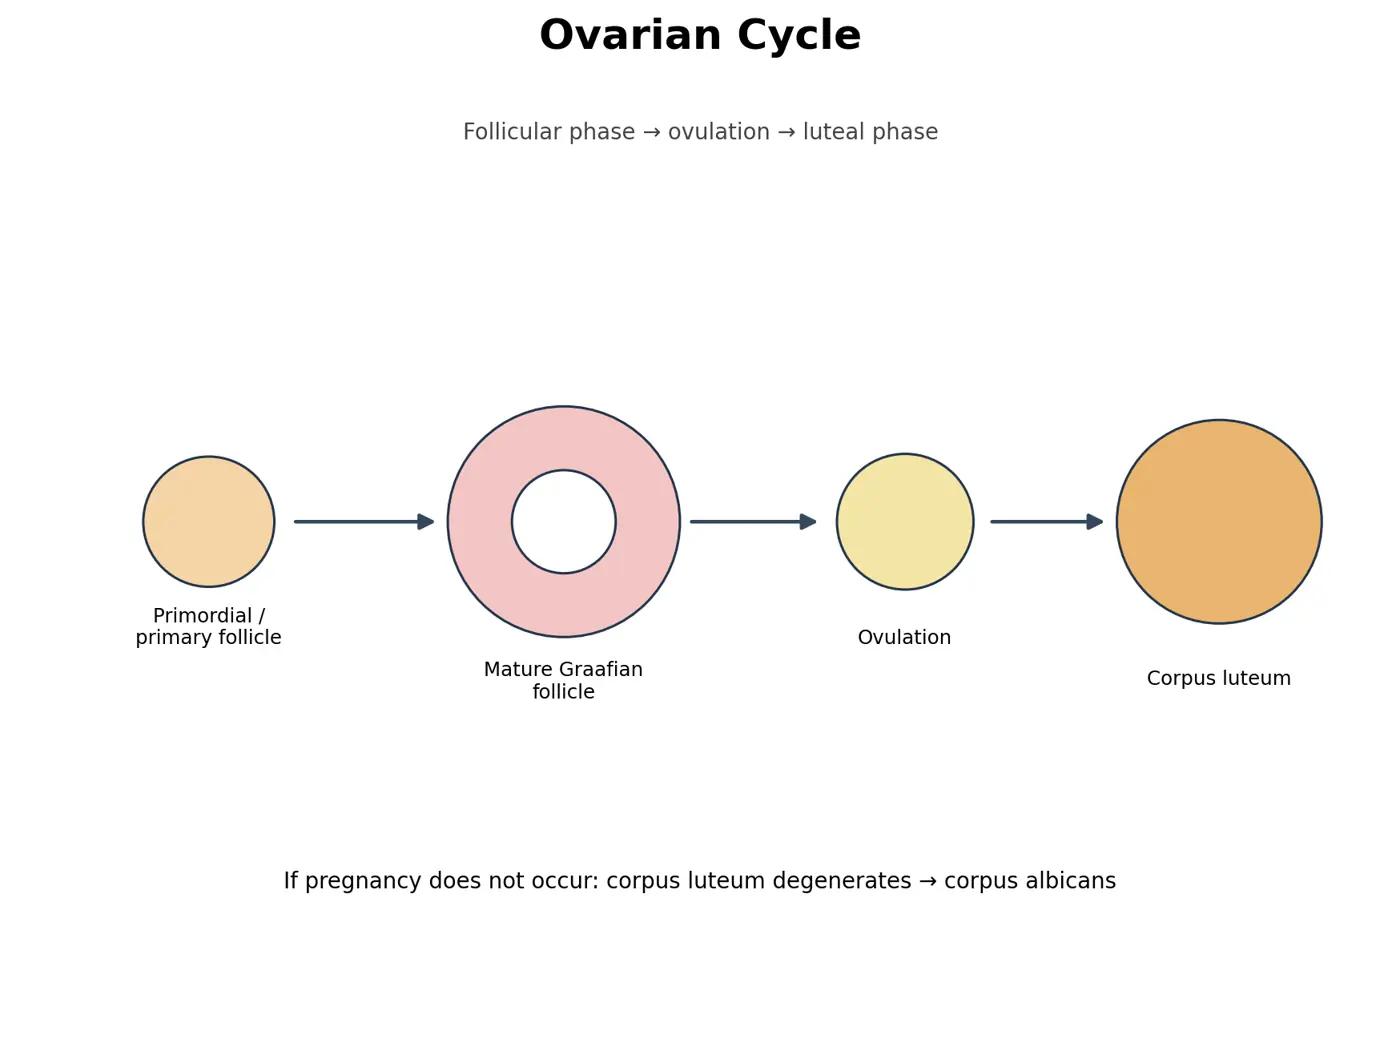 Ovarian Cycle
Follicular phase → ovulation → luteal phase
Primordial /
primary follicle
Mature Graafian
follicle
Ovulation
Corpus luteum
If pregnancy does not occur: corpus luteum degenerates → corpus albicans